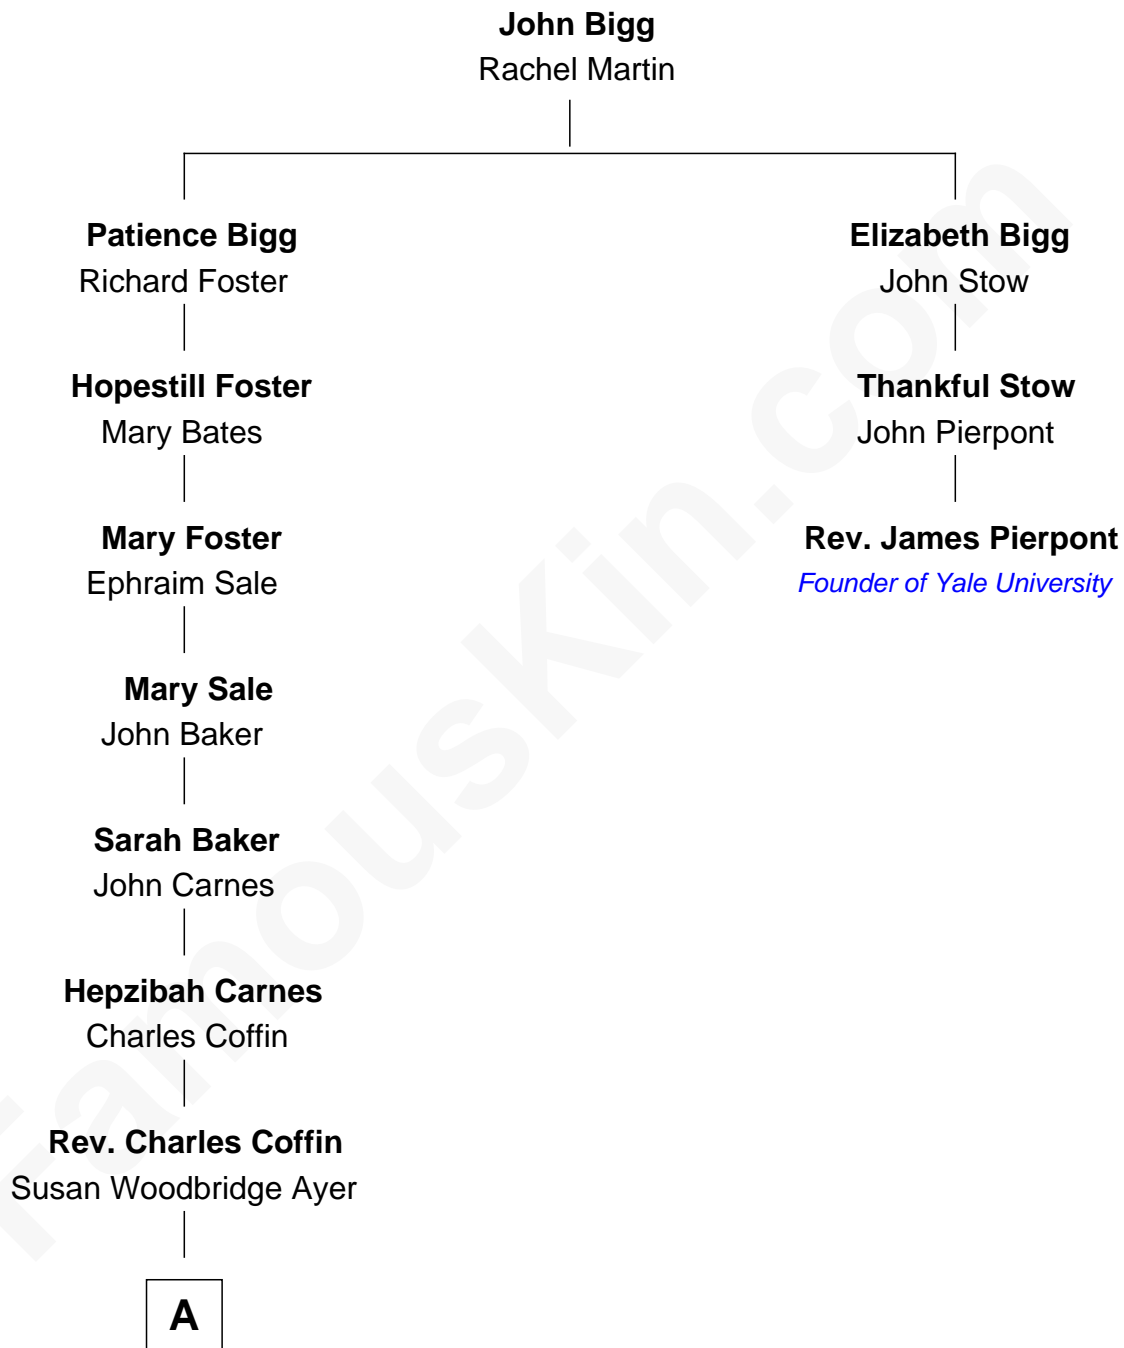 John Bigg
Rachel Martin
Patience Bigg
Richard Foster
Elizabeth Bigg
John Stow
Hopestill Foster
Mary Bates
Thankful Stow
John Pierpont
Mary Foster
Ephraim Sale
Rev. James Pierpont
Founder of Yale University
Mary Sale
John Baker
Sarah Baker
John Carnes
Hepzibah Carnes
Charles Coffin
Rev. Charles Coffin
Susan Woodbridge Ayer
A
FamousKin.com